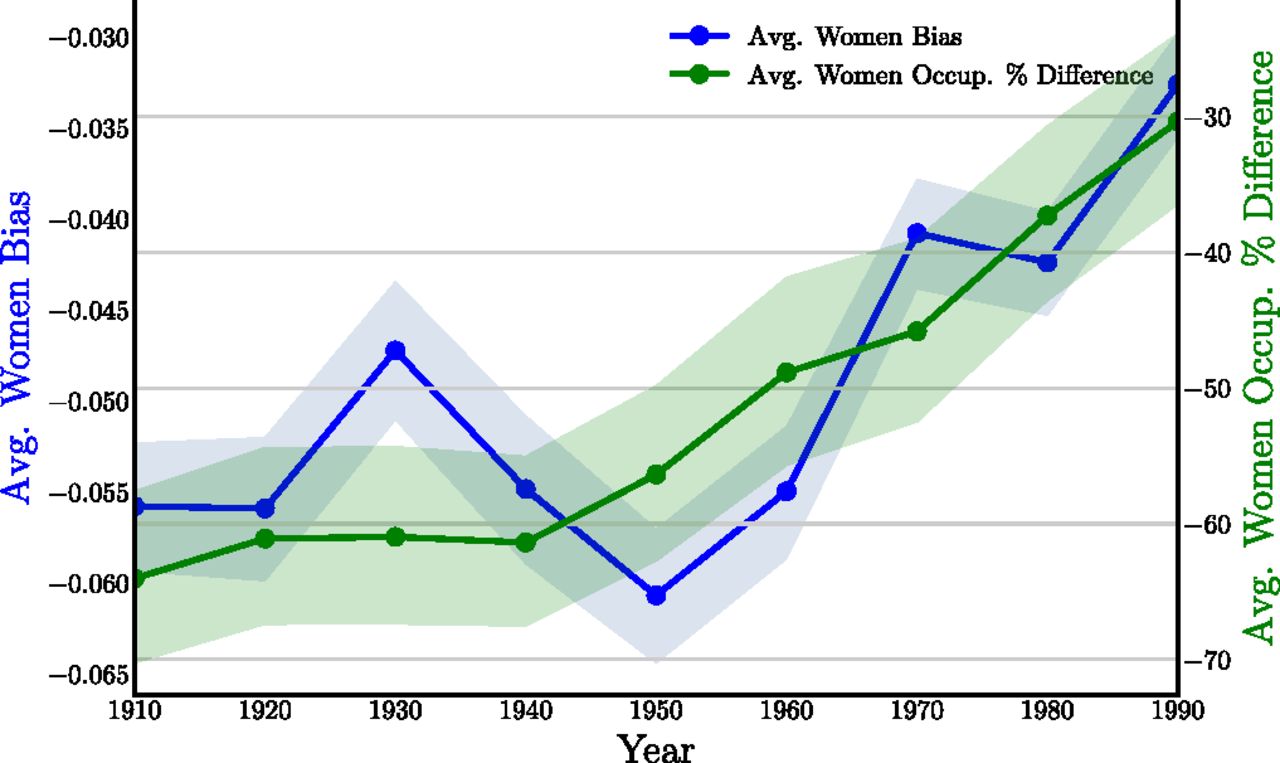 Avg. Women Bias
Avg. Women Occup. % Difference
−0.030
−0.035
−0.040
−0.045
−0.050
−0.055
−0.060
−0.065
Avg. Women Bias
−30
−40
−50
−60
−70
Avg. Women Occup. % Difference
1910 1920 1930 1940 1950 1960 1970 1980 1990
Year